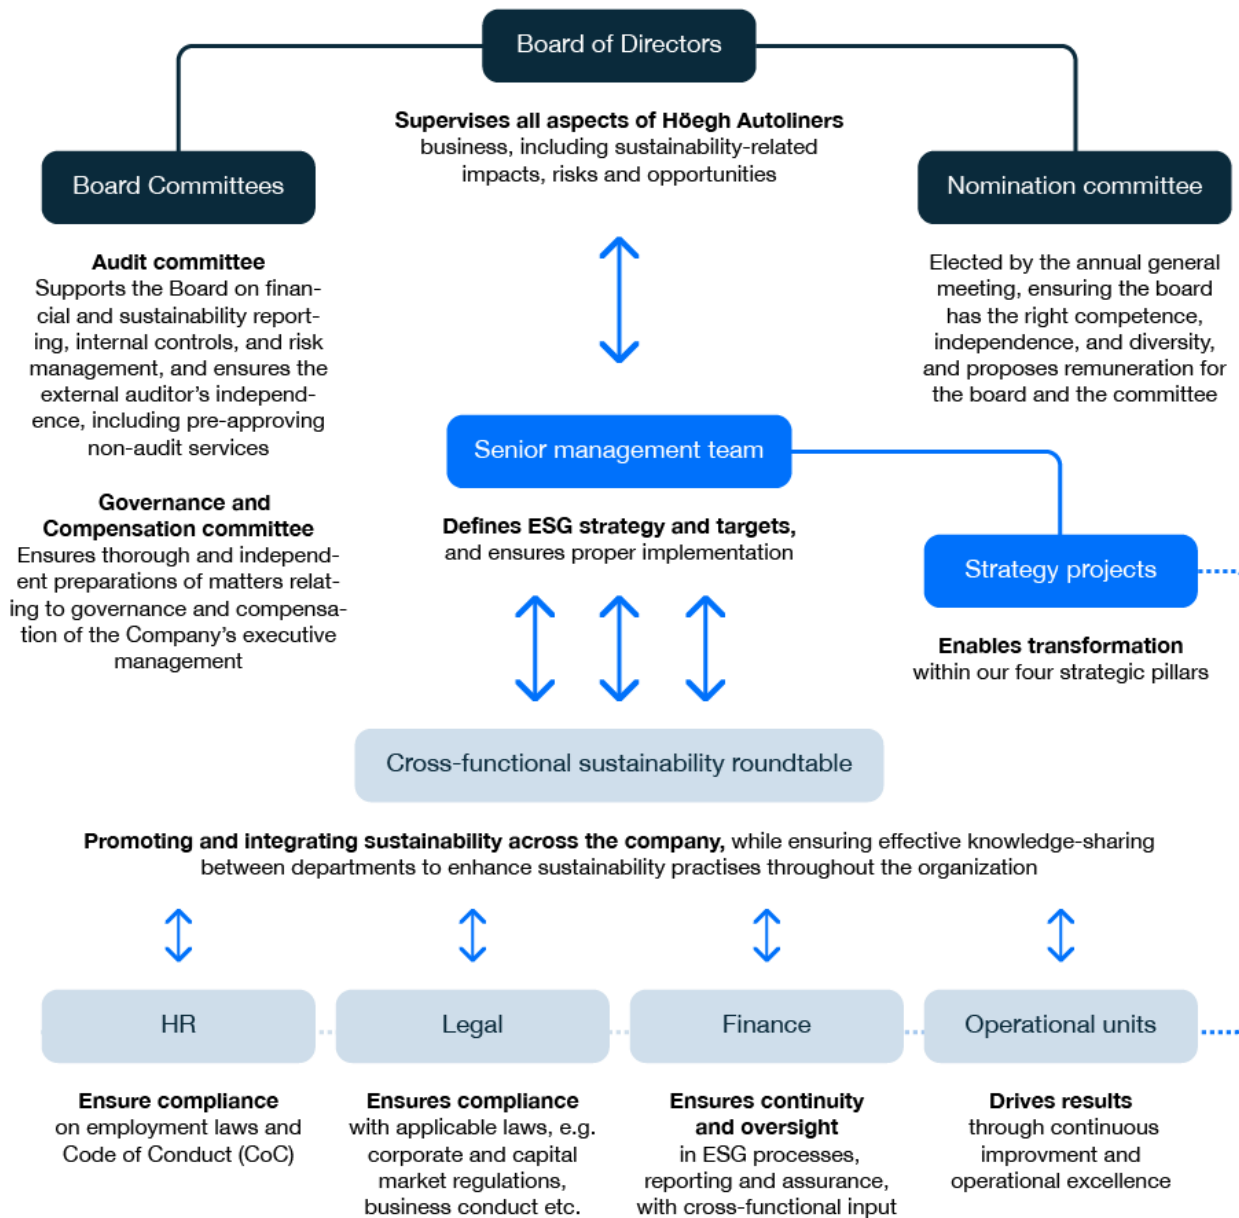 Board of Directors
Supervises all aspects of Höegh Autoliners
business, including sustainability-related
impacts, risks and opportunities
Board Committees
Audit committee
Supports the Board on finan-
cial and sustainability report-
ing, internal controls, and risk
management, and ensures the
external auditor's independ-
ence, including pre-approving
non-audit services
Governance and
Compensation committee
Ensures thorough and independ-
ent preparations of matters relat-
ing to governance and compensa-
tion of the Company's executive
management
Nomination committee
Elected by the annual general
meeting, ensuring the board
has the right competence,
independence, and diversity,
and proposes remuneration for
the board and the committee
Senior management team
Defines ESG strategy and targets,
and ensures proper implementation
Strategy projects
Enables transformation
within our four strategic pillars
Cross-functional sustainability roundtable
Promoting and integrating sustainability across the company, while ensuring effective knowledge-sharing
between departments to enhance sustainability practises throughout the organization
HR
Ensure compliance
on employment laws and
Code of Conduct (CoC)
Legal
Ensures compliance
with applicable laws, e.g.
corporate and capital
market regulations,
business conduct etc.
Finance
Ensures continuity
and oversight
in ESG processes,
reporting and assurance,
with cross-functional input
Operational units
Drives results
through continuous
improvment and
operational excellence